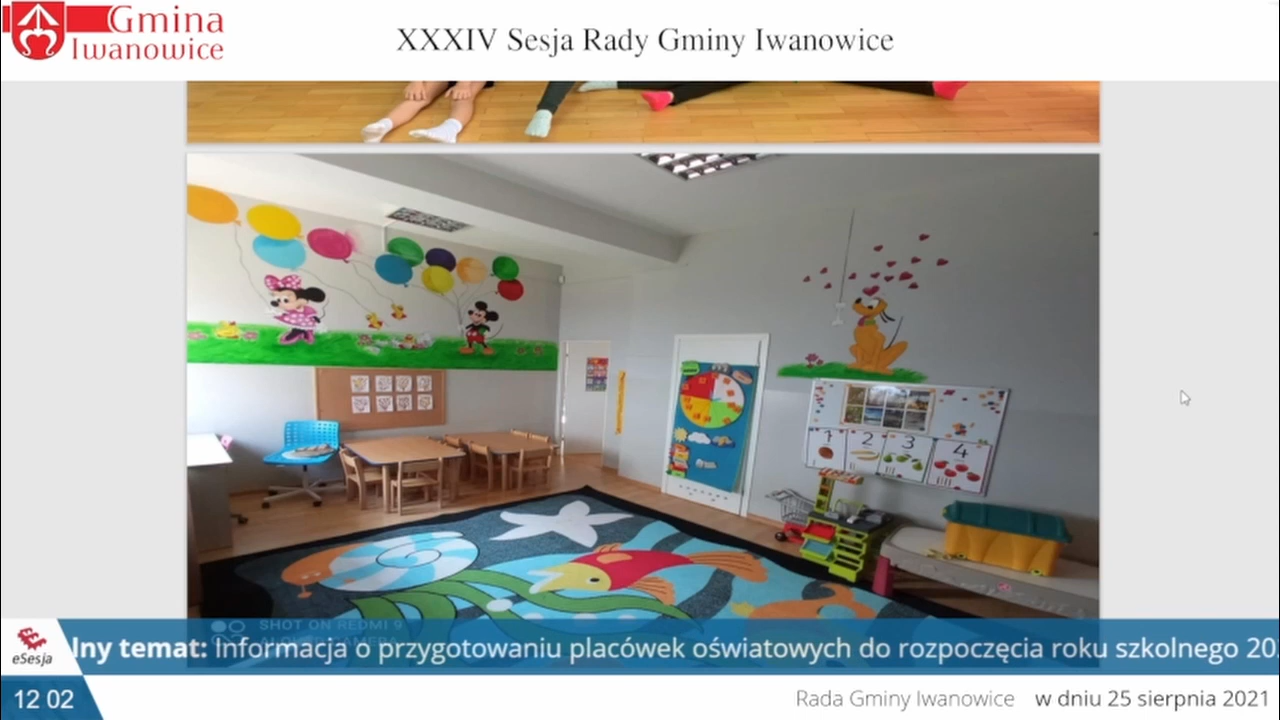 Gmina
Iwanowice
XXXIV Sesja Rady Gminy Iwanowice
1 2 3 4
SHOT ON REDMI 9
eSesja
lny temat: Informacja o przygotowaniu placówek oświatowych do rozpoczęcia roku szkolnego 20
12 02
Rada Gminy Iwanowice w dniu 25 sierpnia 2021